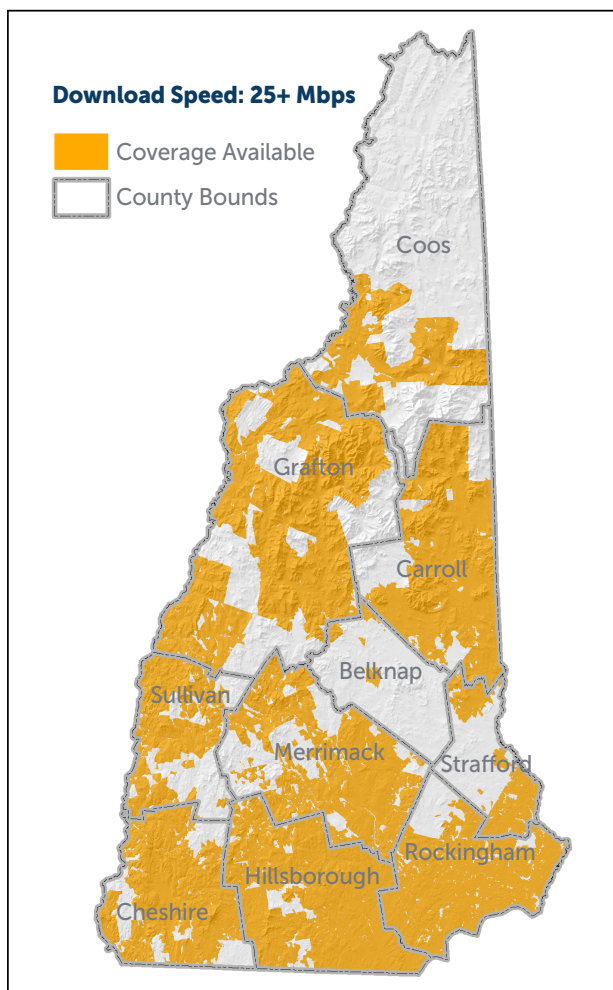 Download Speed: 25+ Mbps
Coverage Available
County Bounds
Coos
Grafton
Carroll
Belknap
Sullivan
Merrimack
Strafford
Rockingham
Hillsborough
Cheshire